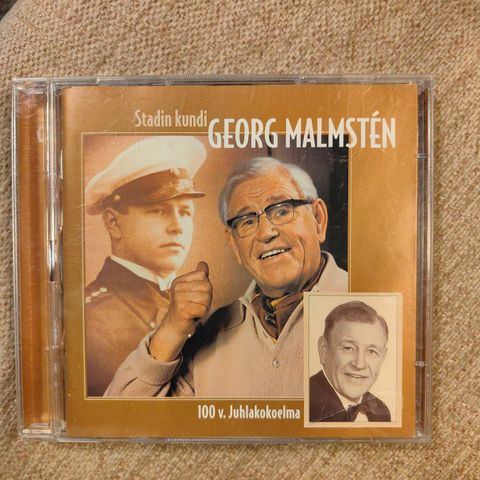 Stadin kundi
GEORG MALMSTÉN
100 v. Juhlakokoelma